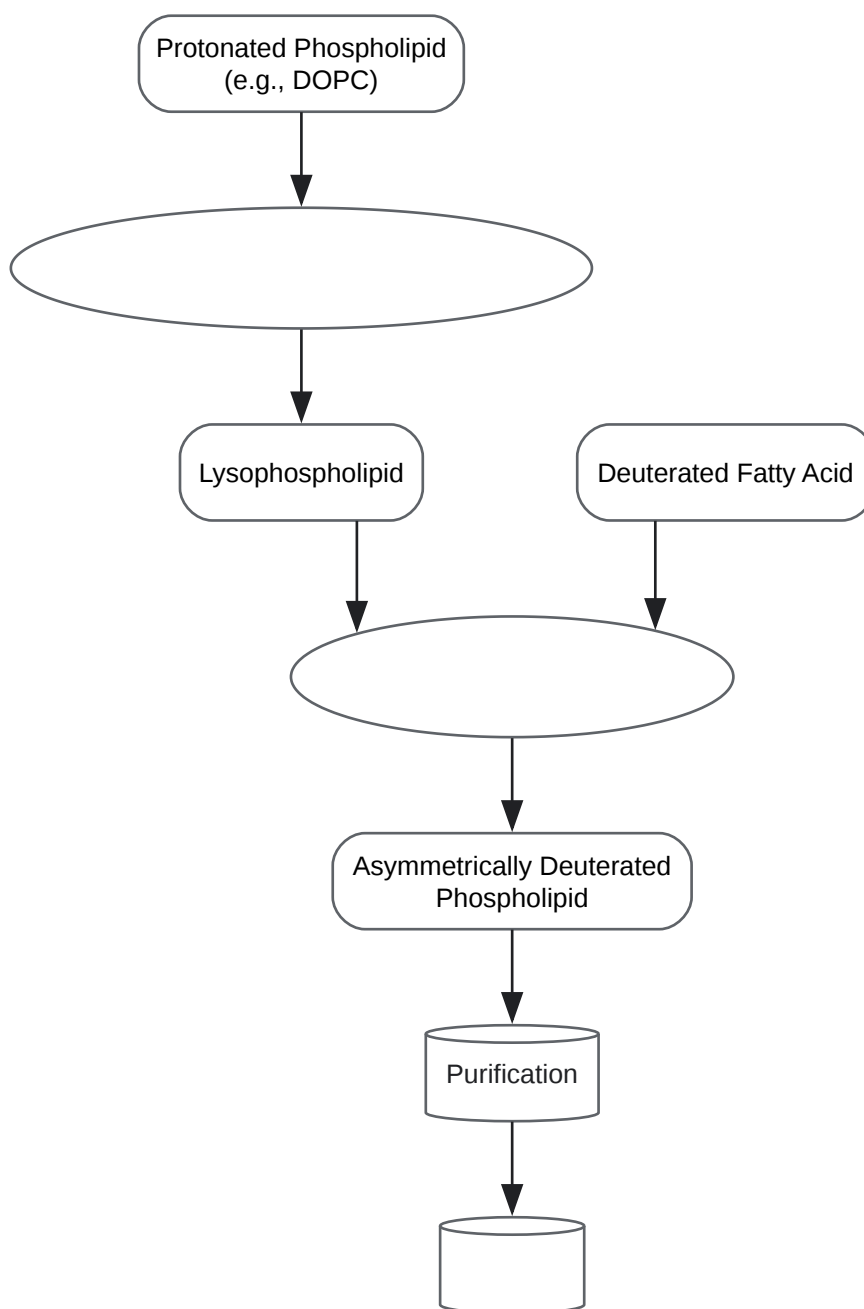 Protonated Phospholipid
(e.g., DOPC)
Lysophospholipid
Deuterated Fatty Acid
Asymmetrically Deuterated
Phospholipid
Purification